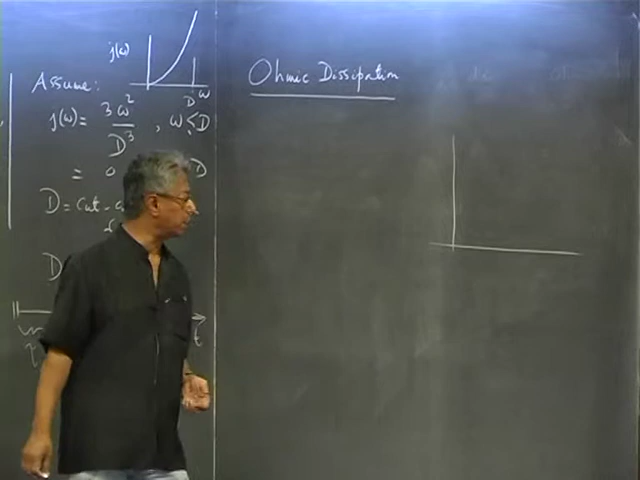 j(ω)
Assume:
D ω
j(ω) = 3ω² / D³ , ω ≤ D
= 0 D
D = Cut-
D
t
τ
Ohmic Dissipation